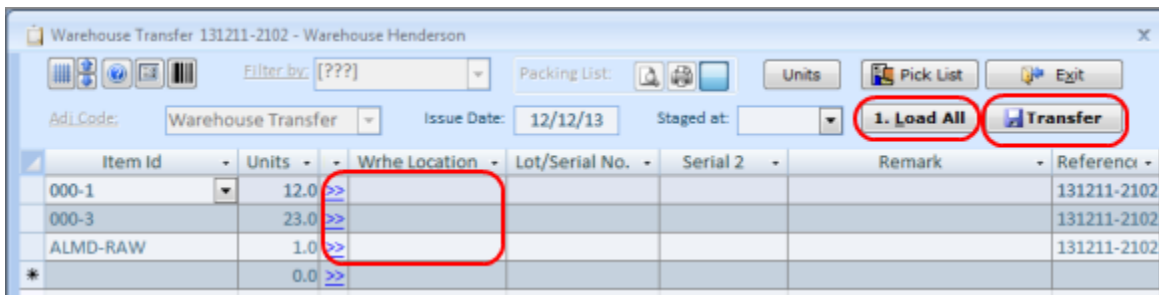 Warehouse Transfer 131211-2102 - Warehouse Henderson x
Filter by: [???] Packing List: Units Pick List Exit
Adj Code: Warehouse Transfer Issue Date: 12/12/13 Staged at: 1. Load All Transfer
Item Id Units Wrhe Location Lot/Serial No. Serial 2 Remark Reference
000-1 12.0 >> 131211-2102
000-3 23.0 >> 131211-2102
ALMD-RAW 1.0 >> 131211-2102
* 0.0 >>